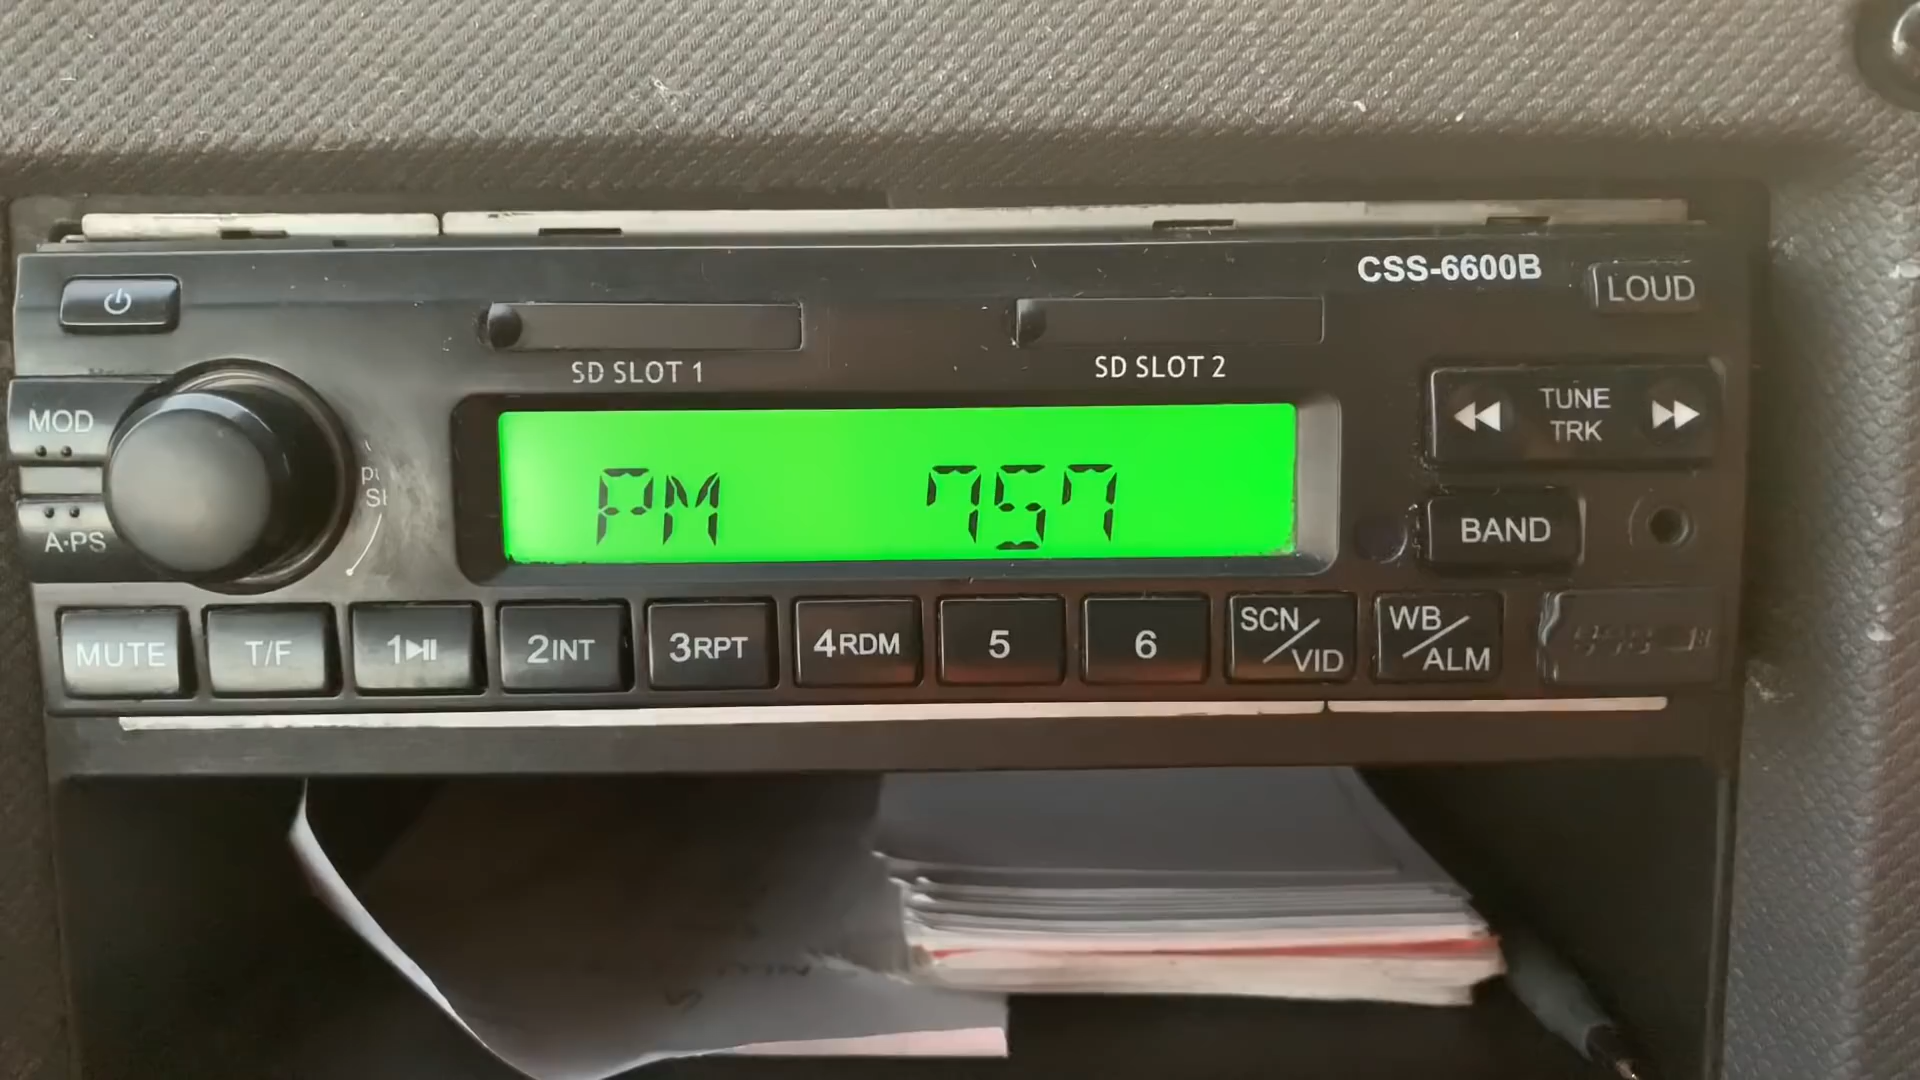 CSS-6600B
LOUD
SD SLOT 1
SD SLOT 2
MOD
TUNE
TRK
A·PS
PM 757
BAND
MUTE
T/F
1
2INT
3RPT
4RDM
5
6
SCN/VID
WB/ALM